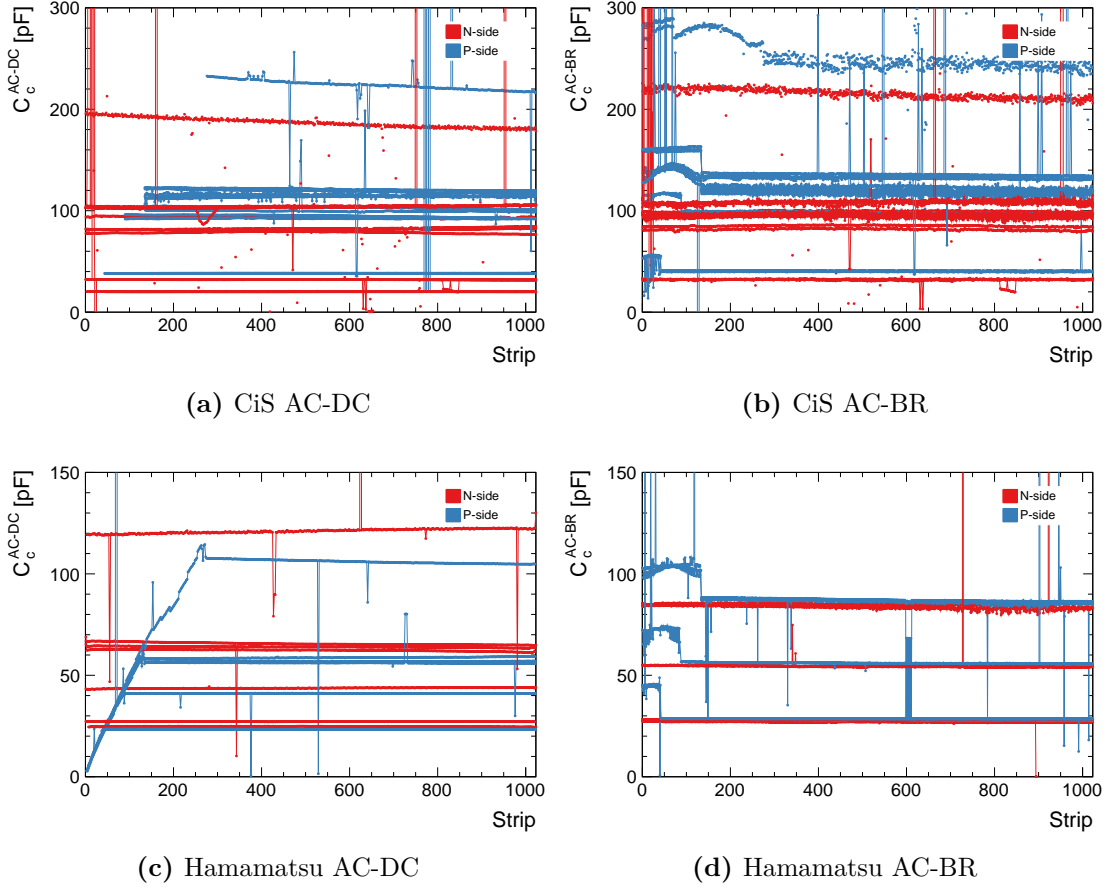 C_c^AC-DC [pF]
300
200
100
0
0 200 400 600 800 1000
Strip
N-side
P-side
(a) CiS AC-DC
C_c^AC-BR [pF]
300
200
100
0
0 200 400 600 800 1000
Strip
N-side
P-side
(b) CiS AC-BR
C_c^AC-DC [pF]
150
100
50
0
0 200 400 600 800 1000
Strip
N-side
P-side
(c) Hamamatsu AC-DC
C_c^AC-BR [pF]
150
100
50
0
0 200 400 600 800 1000
Strip
N-side
P-side
(d) Hamamatsu AC-BR